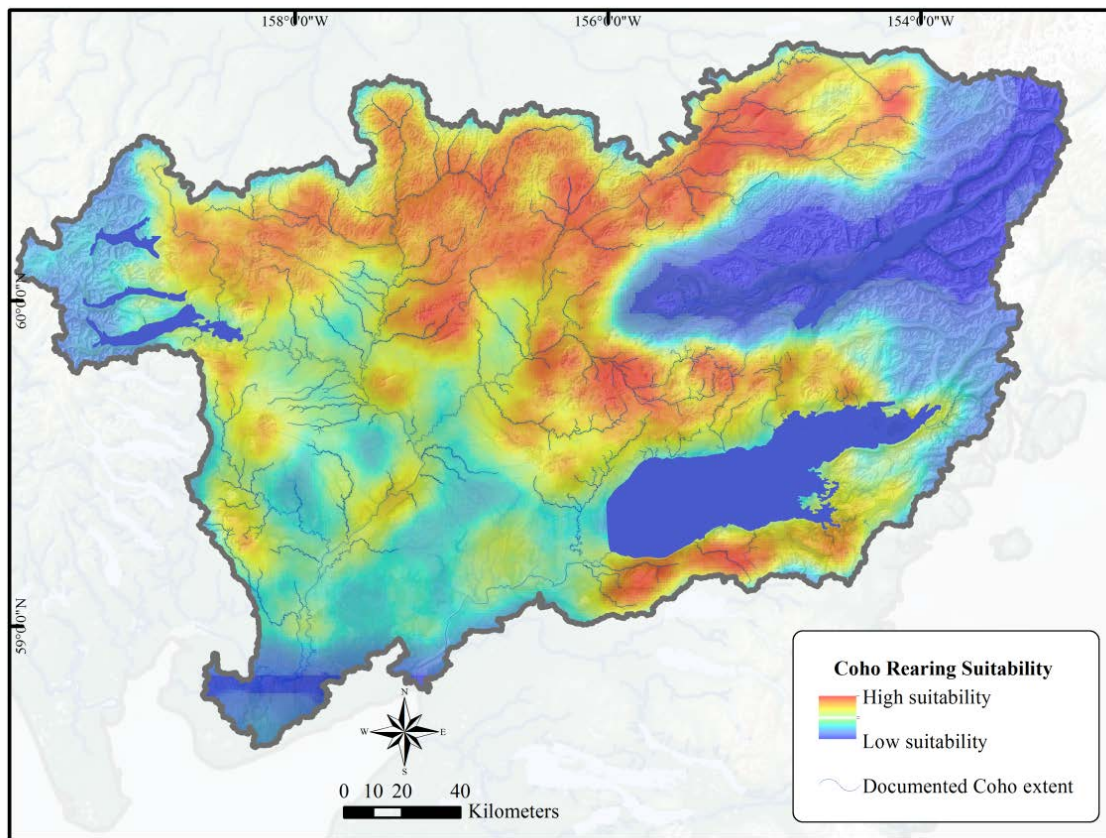 158°0'0"W 156°0'0"W 154°0'0"W
60°0'0"N
59°0'0"N
N
W E
S
0 10 20 40
Kilometers
Coho Rearing Suitability
High suitability
Low suitability
Documented Coho extent